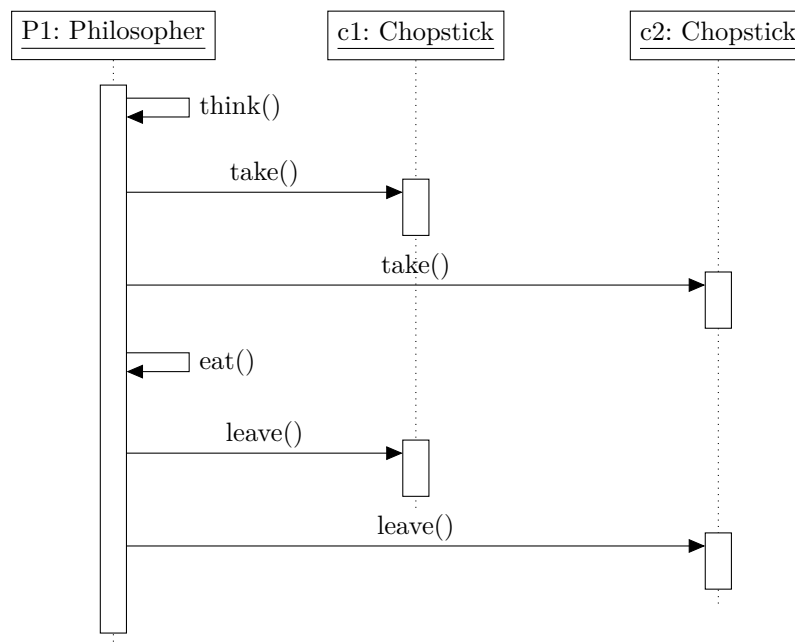 P1: Philosopher
c1: Chopstick
c2: Chopstick
think()
take()
take()
eat()
leave()
leave()